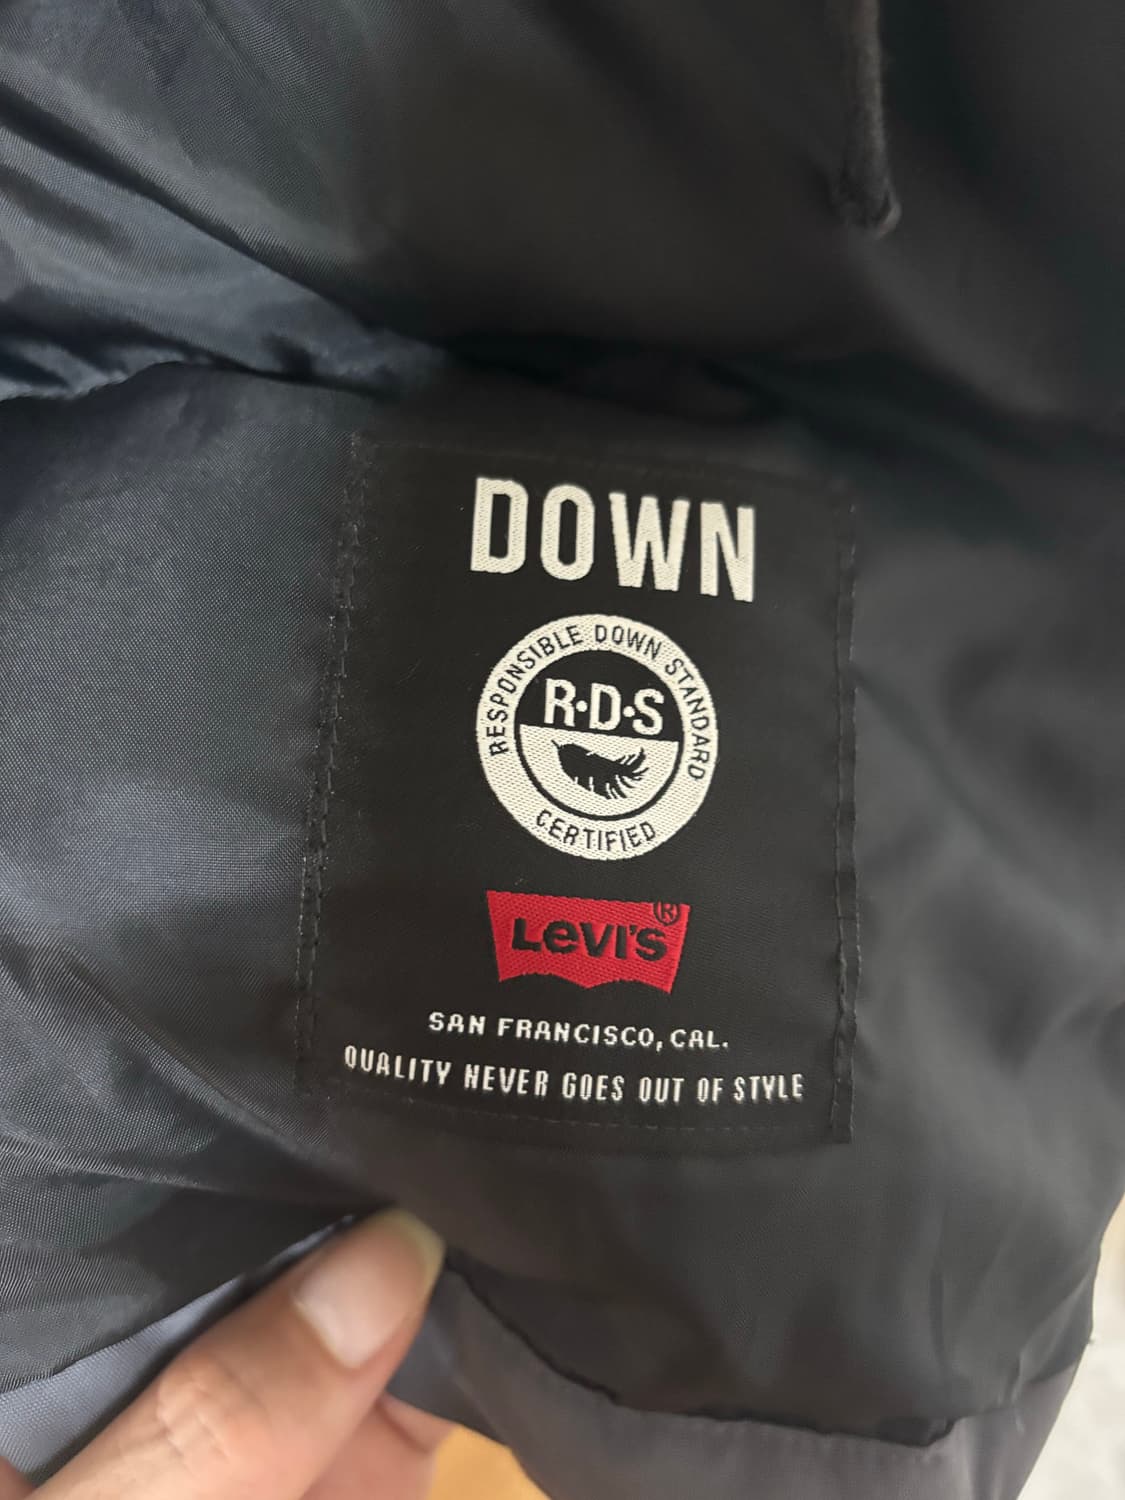 DOWN
RESPONSIBLE DOWN STANDARD
R·D·S
CERTIFIED
Levi's®
SAN FRANCISCO, CAL.
QUALITY NEVER GOES OUT OF STYLE